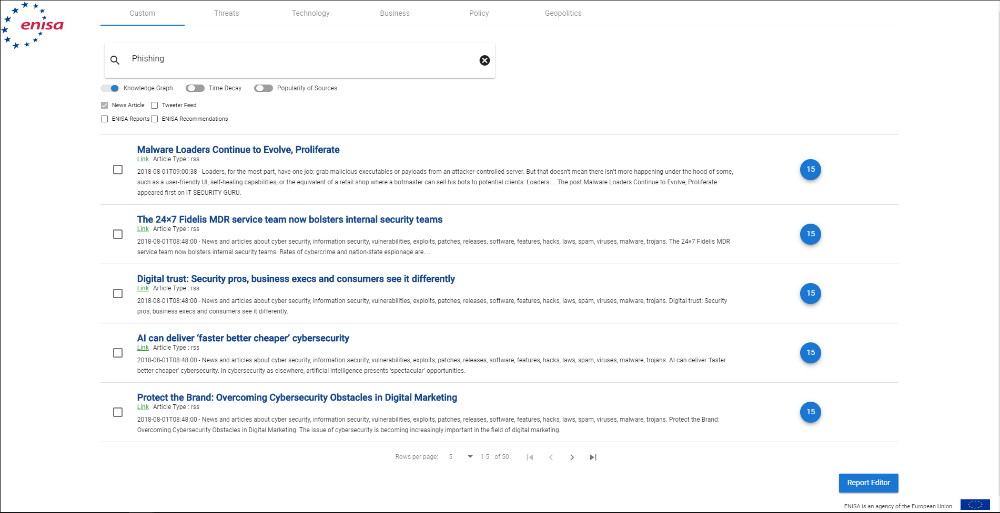 enisa
Custom Threats Technology Business Policy Geopolitics
Phishing
Knowledge Graph Time Decay Popularity of Sources
News Article Tweeter Feed
ENISA Reports ENISA Recommendations
Malware Loaders Continue to Evolve, Proliferate
Link Article Type : rss
2018-08-01T09:00:38 - Loaders, for the most part, have one job: grab malicious executables or payloads from an attacker-controlled server. But that doesn't mean there isn't more happening under the hood of some,
such as a user-friendly UI, self-healing capabilities, or the equivalent of a retail shop where a botmaster can sell his bots to potential clients. Loaders ... The post Malware Loaders Continue to Evolve, Proliferate
appeared first on IT SECURITY GURU.
15
The 24×7 Fidelis MDR service team now bolsters internal security teams
Link Article Type : rss
2018-08-01T08:48:00 - News and articles about cyber security, information security, vulnerabilities, exploits, patches, releases, software, features, hacks, laws, spam, viruses, malware, trojans. The 24×7 Fidelis MDR
service team now bolsters internal security teams. Rates of cybercrime and nation-state espionage are....
15
Digital trust: Security pros, business execs and consumers see it differently
Link Article Type : rss
2018-08-01T08:48:00 - News and articles about cyber security, information security, vulnerabilities, exploits, patches, releases, software, features, hacks, laws, spam, viruses, malware, trojans. Digital trust: Security
pros, business execs and consumers see it differently.
15
AI can deliver ‘faster better cheaper’ cybersecurity
Link Article Type : rss
2018-08-01T08:48:00 - News and articles about cyber security, information security, vulnerabilities, exploits, patches, releases, software, features, hacks, laws, spam, viruses, malware, trojans. AI can deliver ‘faster
better cheaper’ cybersecurity. In cybersecurity as elsewhere, artificial intelligence presents ‘spectacular’ opportunities.
15
Protect the Brand: Overcoming Cybersecurity Obstacles in Digital Marketing
Link Article Type : rss
2018-08-01T08:48:00 - News and articles about cyber security, information security, vulnerabilities, exploits, patches, releases, software, features, hacks, laws, spam, viruses, malware, trojans. Protect the Brand:
Overcoming Cybersecurity Obstacles in Digital Marketing. The issue of cybersecurity is becoming increasingly important in the field of digital marketing.
15
Rows per page: 5 1-5 of 50
Report Editor
ENISA is an agency of the European Union